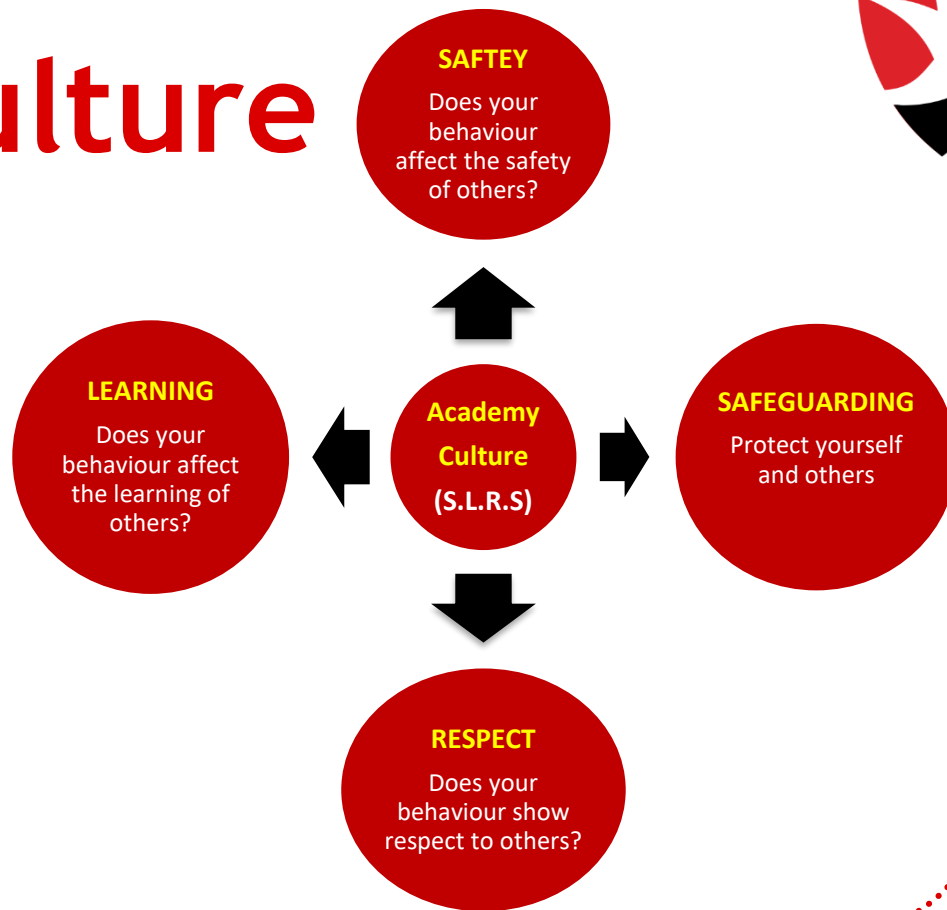 ulture
SAFTEY
Does your
behaviour
affect the safety
of others?
LEARNING
Does your
behaviour affect
the learning of
others?
Academy
Culture
(S.L.R.S)
SAFEGUARDING
Protect yourself
and others
RESPECT
Does your
behaviour show
respect to others?